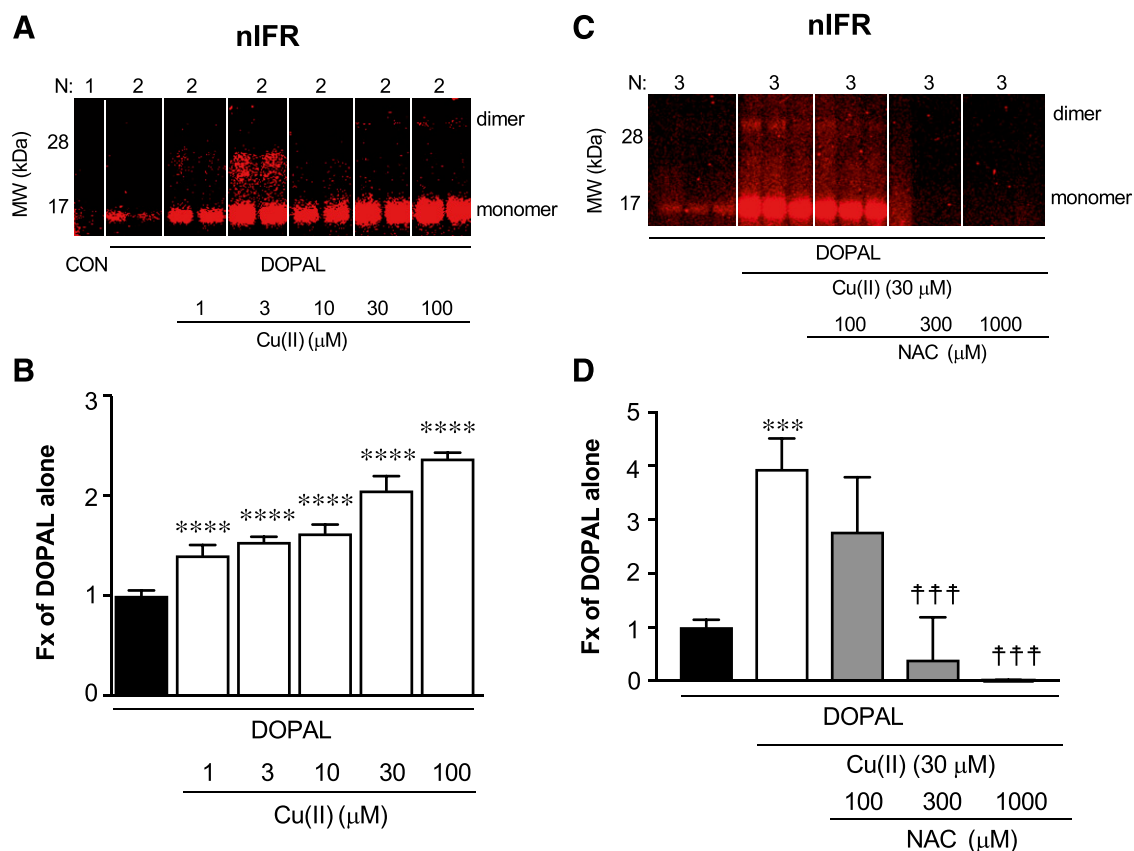 A
nIFR
N: 1 2 2 2 2 2 2
MW (kDa)
28
17
dimer
monomer
CON
DOPAL
1 3 10 30 100
Cu(II) (μM)
C
nIFR
N: 3 3 3 3 3
MW (kDa)
28
17
dimer
monomer
DOPAL
Cu(II) (30 μM)
100 300 1000
NAC (μM)
B
Fx of DOPAL alone
3
2
1
0
**** **** **** **** ****
DOPAL
1 3 10 30 100
Cu(II) (μM)
D
Fx of DOPAL alone
5
4
3
2
1
0
***
††† †††
DOPAL
Cu(II) (30 μM)
100 300 1000
NAC (μM)